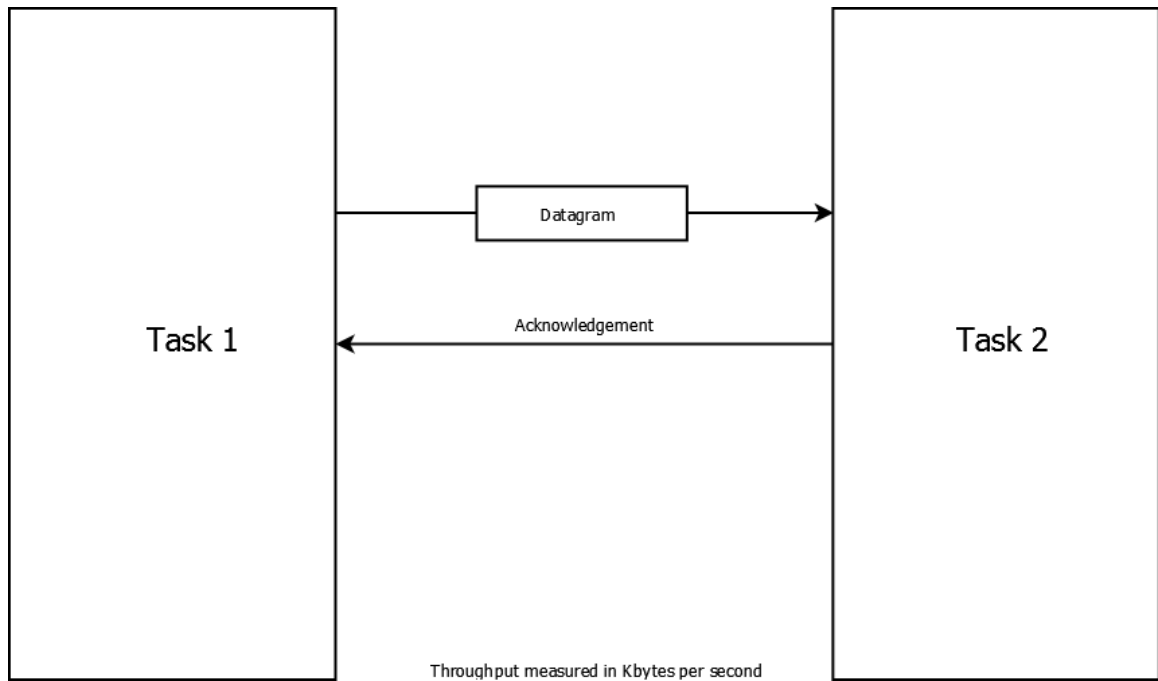 Datagram
Acknowledgement
Task 1
Task 2
Throughput measured in Kbytes per second